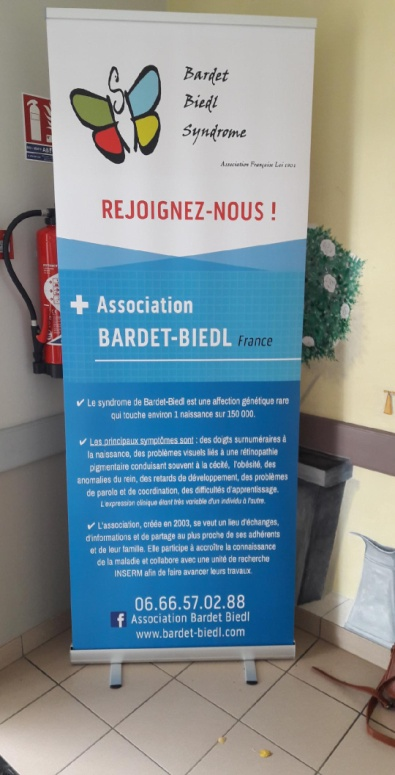 Bardet
Biedl
Syndrome
Association Française Loi 1901
REJOIGNEZ-NOUS !
Association
BARDET-BIEDL France
✔ Le syndrome de Bardet-Biedl est une affection génétique rare
qui touche environ 1 naissance sur 150 000.
✔ Les principaux symptômes sont : des doigts surnuméraires à
la naissance, des problèmes visuels liés à une rétinopathie
pigmentaire conduisant souvent à la cécité, l'obésité, des
anomalies du rein, des retards de développement, des problèmes
de parole et de coordination, des difficultés d'apprentissage.
L'expression clinique étant très variable d'un individu à l'autre.
✔ L'association, créée en 2003, se veut un lieu d'échanges,
d'informations et de partage au plus proche de ses adhérents
et de leur famille. Elle participe à accroître la connaissance
de la maladie et collabore avec une unité de recherche
INSERM afin de faire avancer leurs travaux.
06.66.57.02.88
f Association Bardet Biedl
www.bardet-biedl.com